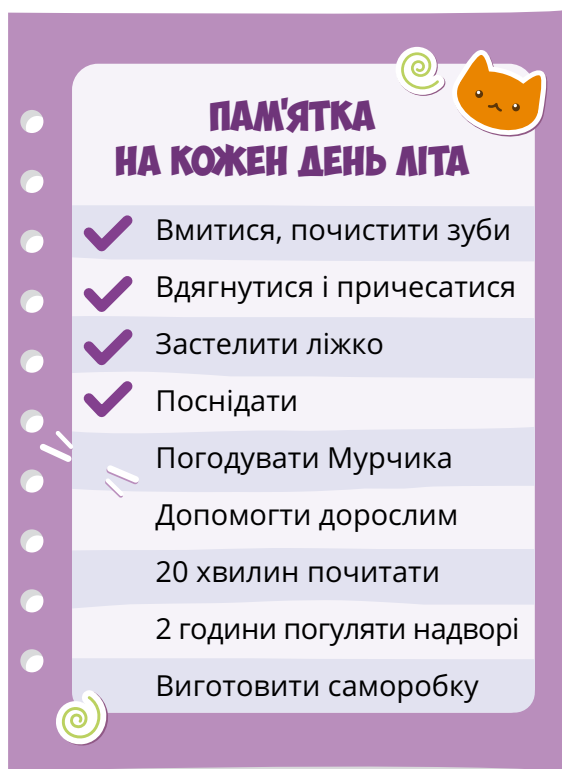 ПАМ'ЯТКА
НА КОЖЕН ДЕНЬ ЛІТА
Вмитися, почистити зуби
Вдягнутися і причесатися
Застелити ліжко
Поснідати
Погодувати Мурчика
Допомогти дорослим
20 хвилин почитати
2 години погуляти надворі
Виготовити саморобку